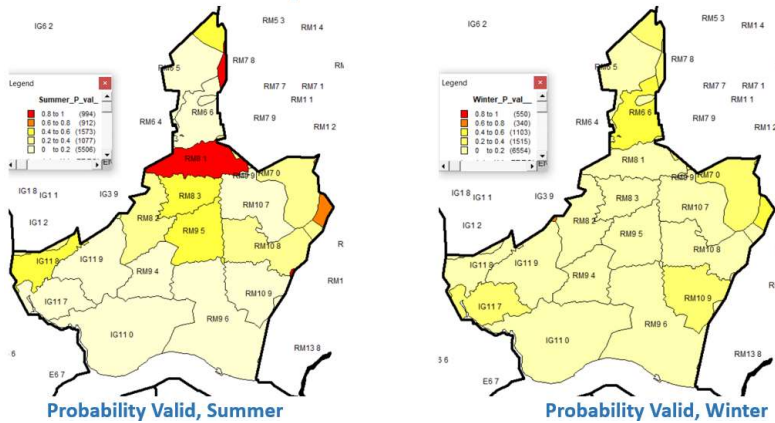 IG6 2
RM5 3
RM1 4
RM6 5
RM7 8
Legend
Summer_P_val_
0.8 to 1 (994)
0.6 to 0.8 (912)
0.4 to 0.6 (1573)
0.2 to 0.4 (1077)
0 to 0.2 (5506)
RM7 7
RM7 1
RM1 1
RM6 4
RM6 6
RM7 9
RM1 2
RM8 1
RM7 0
IG1 8
IG1 1
IG3 9
RM8 3
RM10 7
IG1 2
RM8 2
RM9 5
RM10 8
IG11 8
IG11 9
RM9 4
IG11 7
RM10 9
RM9 6
IG11 0
RM13 8
E6 7
Probability Valid, Summer
IG6 2
RM5 3
RM1 4
RM6 5
RM7 8
Legend
Winter_P_val__
0.8 to 1 (550)
0.6 to 0.8 (340)
0.4 to 0.6 (1103)
0.2 to 0.4 (1515)
0 to 0.2 (6554)
RM7 7
RM7 1
RM1 1
RM6 4
RM6 6
RM7 9
RM1 2
RM8 1
RM7 0
IG1 8
IG1 1
IG3 9
RM8 3
RM10 7
IG1 2
RM8 2
RM9 5
RM10 8
IG11 8
IG11 9
RM9 4
IG11 7
RM10 9
RM9 6
IG11 0
RM13 8
E6 7
Probability Valid, Winter